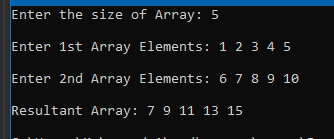 Enter the size of Array: 5
Enter 1st Array Elements: 1 2 3 4 5
Enter 2nd Array Elements: 6 7 8 9 10
Resultant Array: 7 9 11 13 15